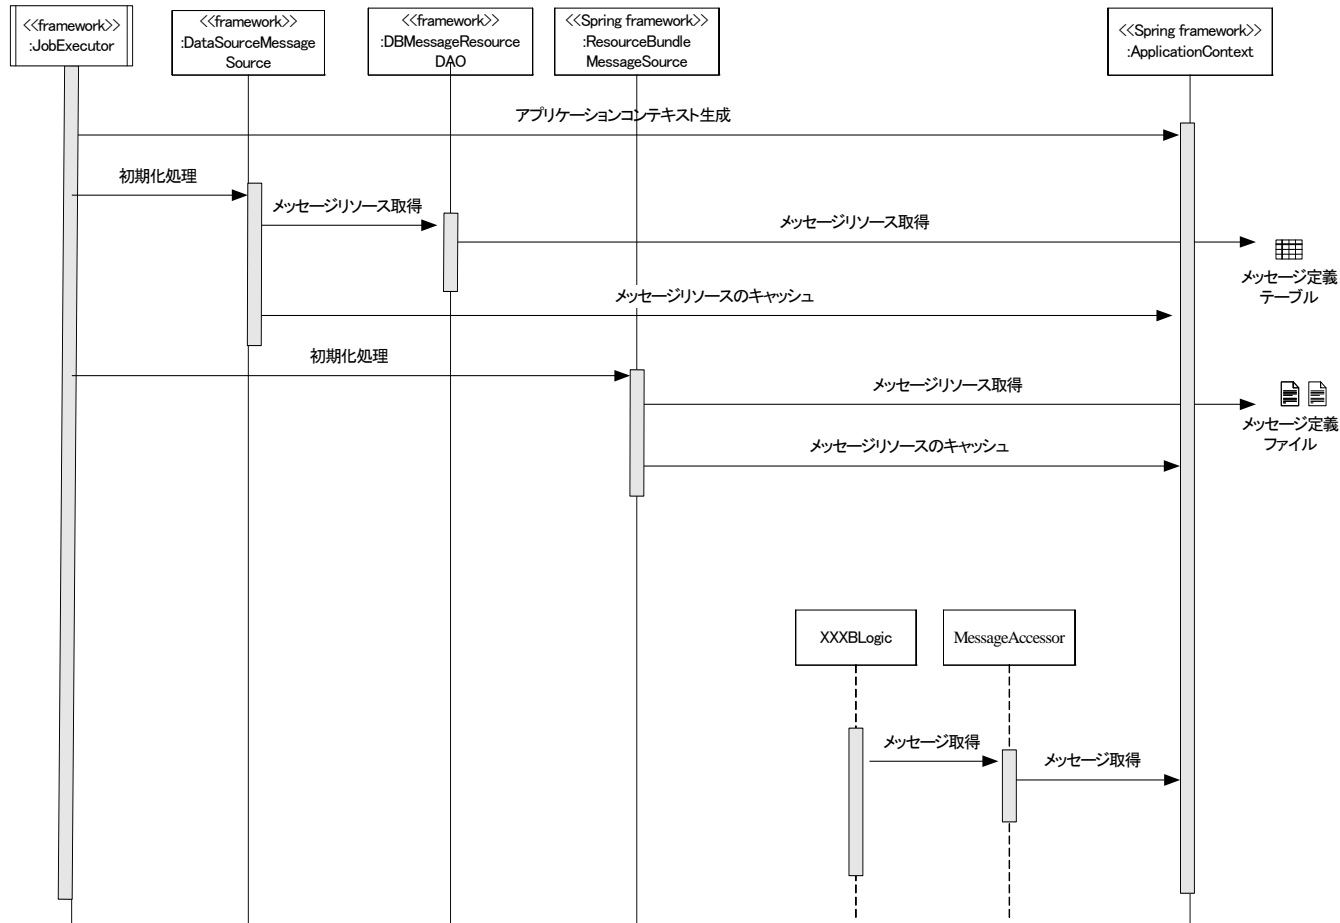 <<framework>>
:JobExecutor
<<framework>>
:DataSourceMessage
Source
<<framework>>
:DBMessageResource
DAO
<<Spring framework>>
:ResourceBundle
MessageSource
<<Spring framework>>
:ApplicationContext
アプリケーションコンテキスト生成
初期化処理
メッセージリソース取得
メッセージリソース取得
メッセージ定義
テーブル
メッセージリソースのキャッシュ
初期化処理
メッセージリソース取得
メッセージ定義
ファイル
メッセージリソースのキャッシュ
XXXBLogic
MessageAccessor
メッセージ取得
メッセージ取得